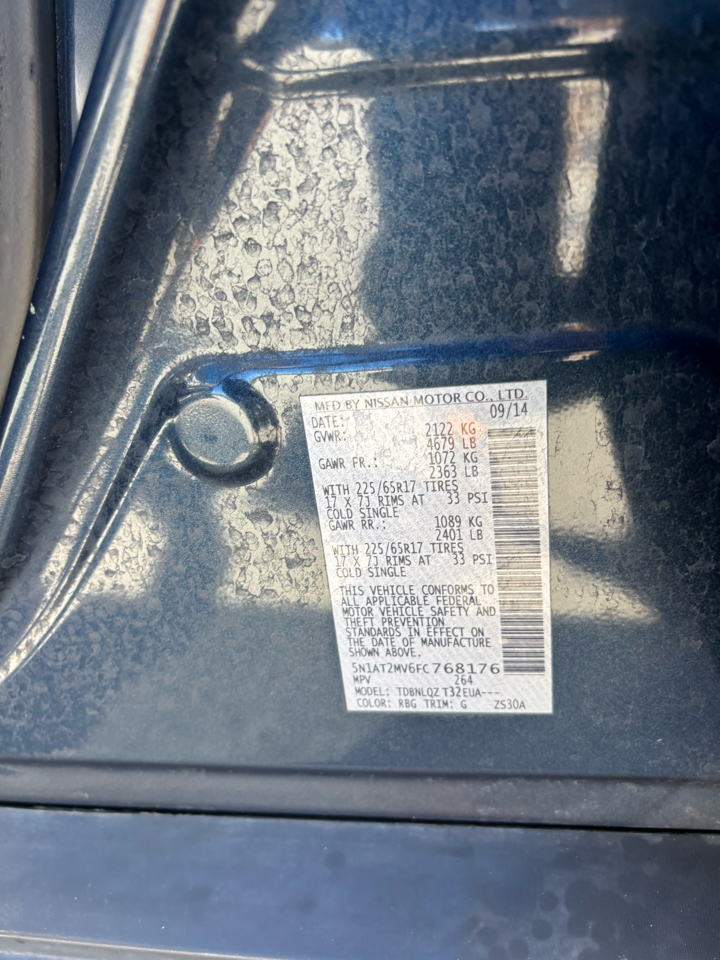 MFD BY NISSAN MOTOR CO., LTD.
DATE: 09/14
GVWR: 2122 KG
4679 LB
GAWR FR.: 1072 KG
2363 LB
WITH 225/65R17 TIRES
17 X 7J RIMS AT 33 PSI
COLD SINGLE
GAWR RR.: 1089 KG
2401 LB
WITH 225/65R17 TIRES
17 X 7J RIMS AT 33 PSI
COLD SINGLE
THIS VEHICLE CONFORMS TO
ALL APPLICABLE FEDERAL
MOTOR VEHICLE SAFETY AND
THEFT PREVENTION
STANDARDS IN EFFECT ON
THE DATE OF MANUFACTURE
SHOWN ABOVE.
5N1AT2MV6FC768176
MPV 264
MODEL: TDBNLQZ T32EUA---
COLOR: RBG TRIM: G ZS30A